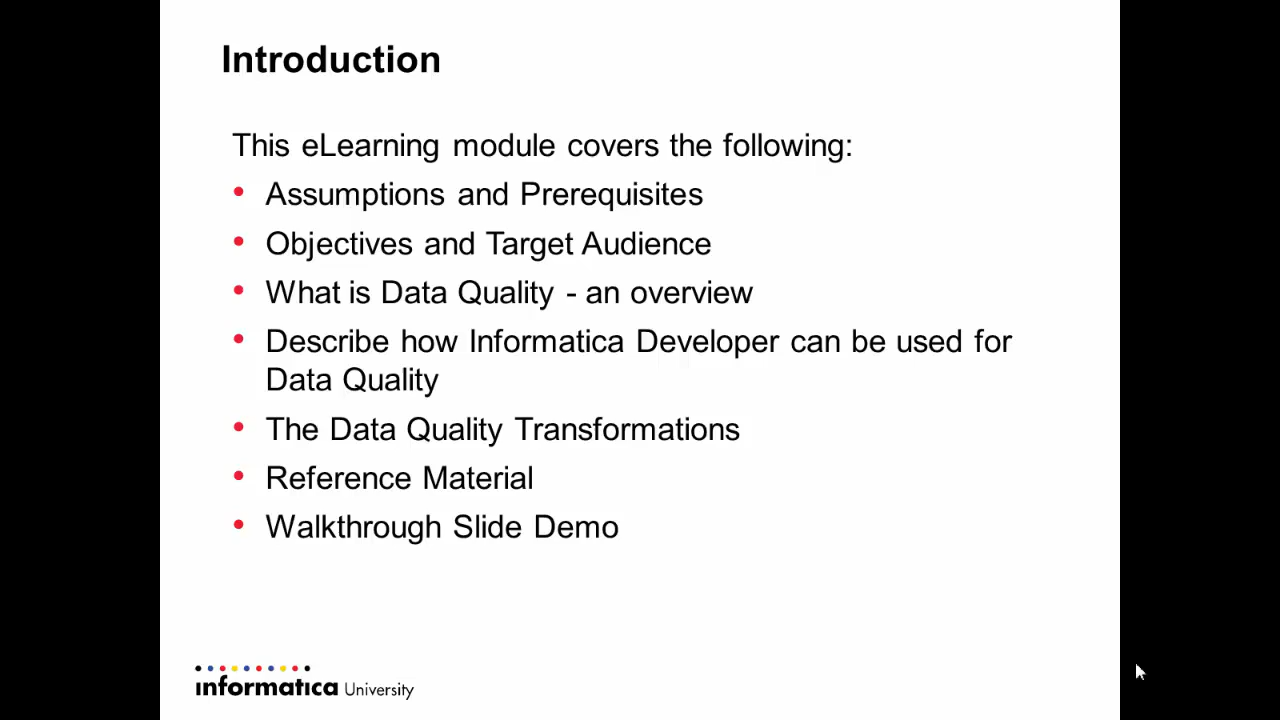 Introduction
This eLearning module covers the following:
• Assumptions and Prerequisites
• Objectives and Target Audience
• What is Data Quality - an overview
• Describe how Informatica Developer can be used for
Data Quality
• The Data Quality Transformations
• Reference Material
• Walkthrough Slide Demo
informatica University